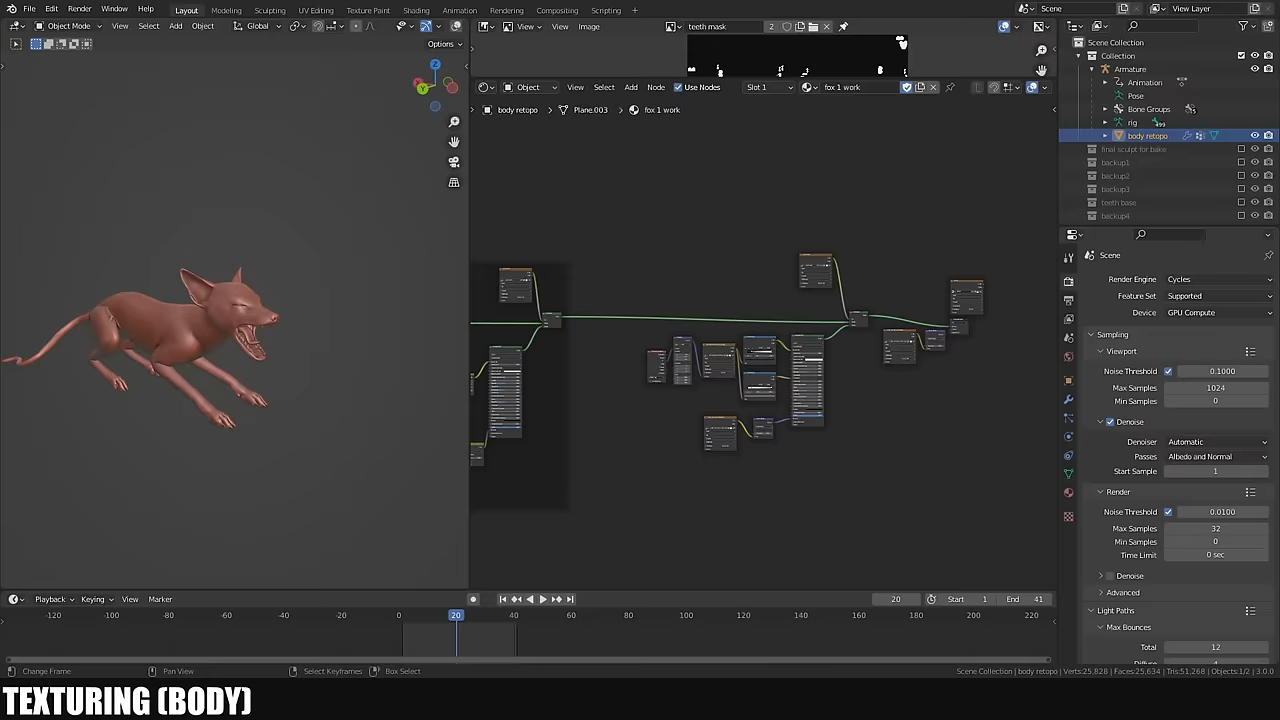 File Edit Render Window Help Layout Modeling Sculpting UV Editing Texture Paint Shading Animation Rendering Compositing Scripting + Scene View Layer
Object Mode View Select Add Object Global View View Image teeth mask 2
Options
Object View Select Add Node Use Nodes Slot 1 fox 1 work
body retopo > Plane.003 > fox 1 work
Scene Collection
Collection
Armature
Animation
Pose
Bone Groups
rig
body retopo
final sculpt for bake
backup1
backup2
backup3
teeth base
backup4
Scene
Render Engine Cycles
Feature Set Supported
Device GPU Compute
Sampling
Viewport
Noise Threshold 0.1000
Max Samples 1024
Min Samples 0
Denoise
Denoiser Automatic
Passes Albedo and Normal
Start Sample 1
Render
Noise Threshold 0.0100
Max Samples 32
Min Samples 0
Time Limit 0 sec
Denoise
Advanced
Light Paths
Max Bounces
Total 12
Playback Keying View Marker 20 Start 1 End 41
-120 -100 -80 -60 -40 -20 0 20 40 60 80 100 120 140 160 180 200 220
Change Frame Pan View Select Keyframes Box Select Scene Collection | body retopo | Verts:25,828 | Faces:25,634 | Tris:51,268 | Objects:1/2 | 3.0.0
TEXTURING (BODY)